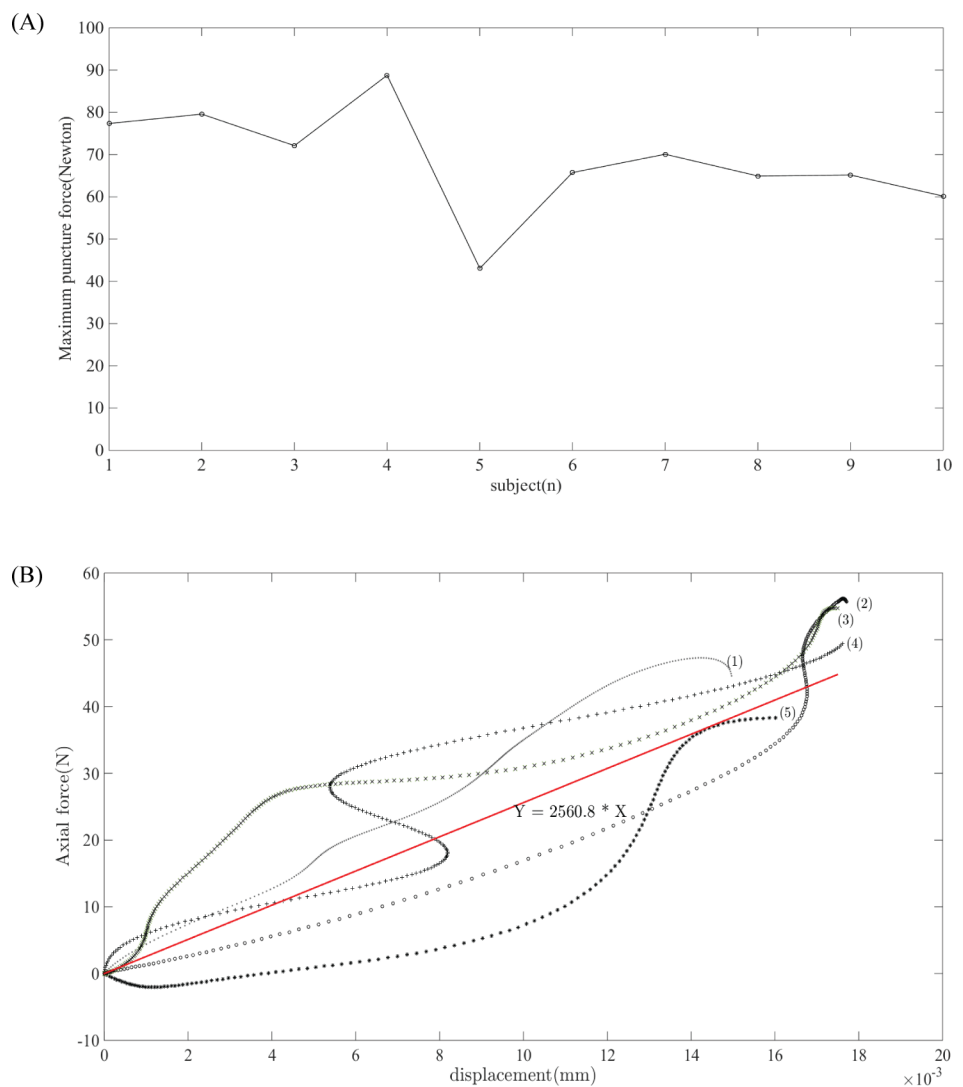 (A)
100
90
80
70
60
50
40
30
20
10
0
Maximum puncture force(Newton)
1 2 3 4 5 6 7 8 9 10
subject(n)
(B)
60
50
40
30
20
10
0
-10
Axial force(N)
(1)
(2)
(3)
(4)
(5)
Y = 2560.8 * X
0 2 4 6 8 10 12 14 16 18 20
displacement(mm)
×10⁻³